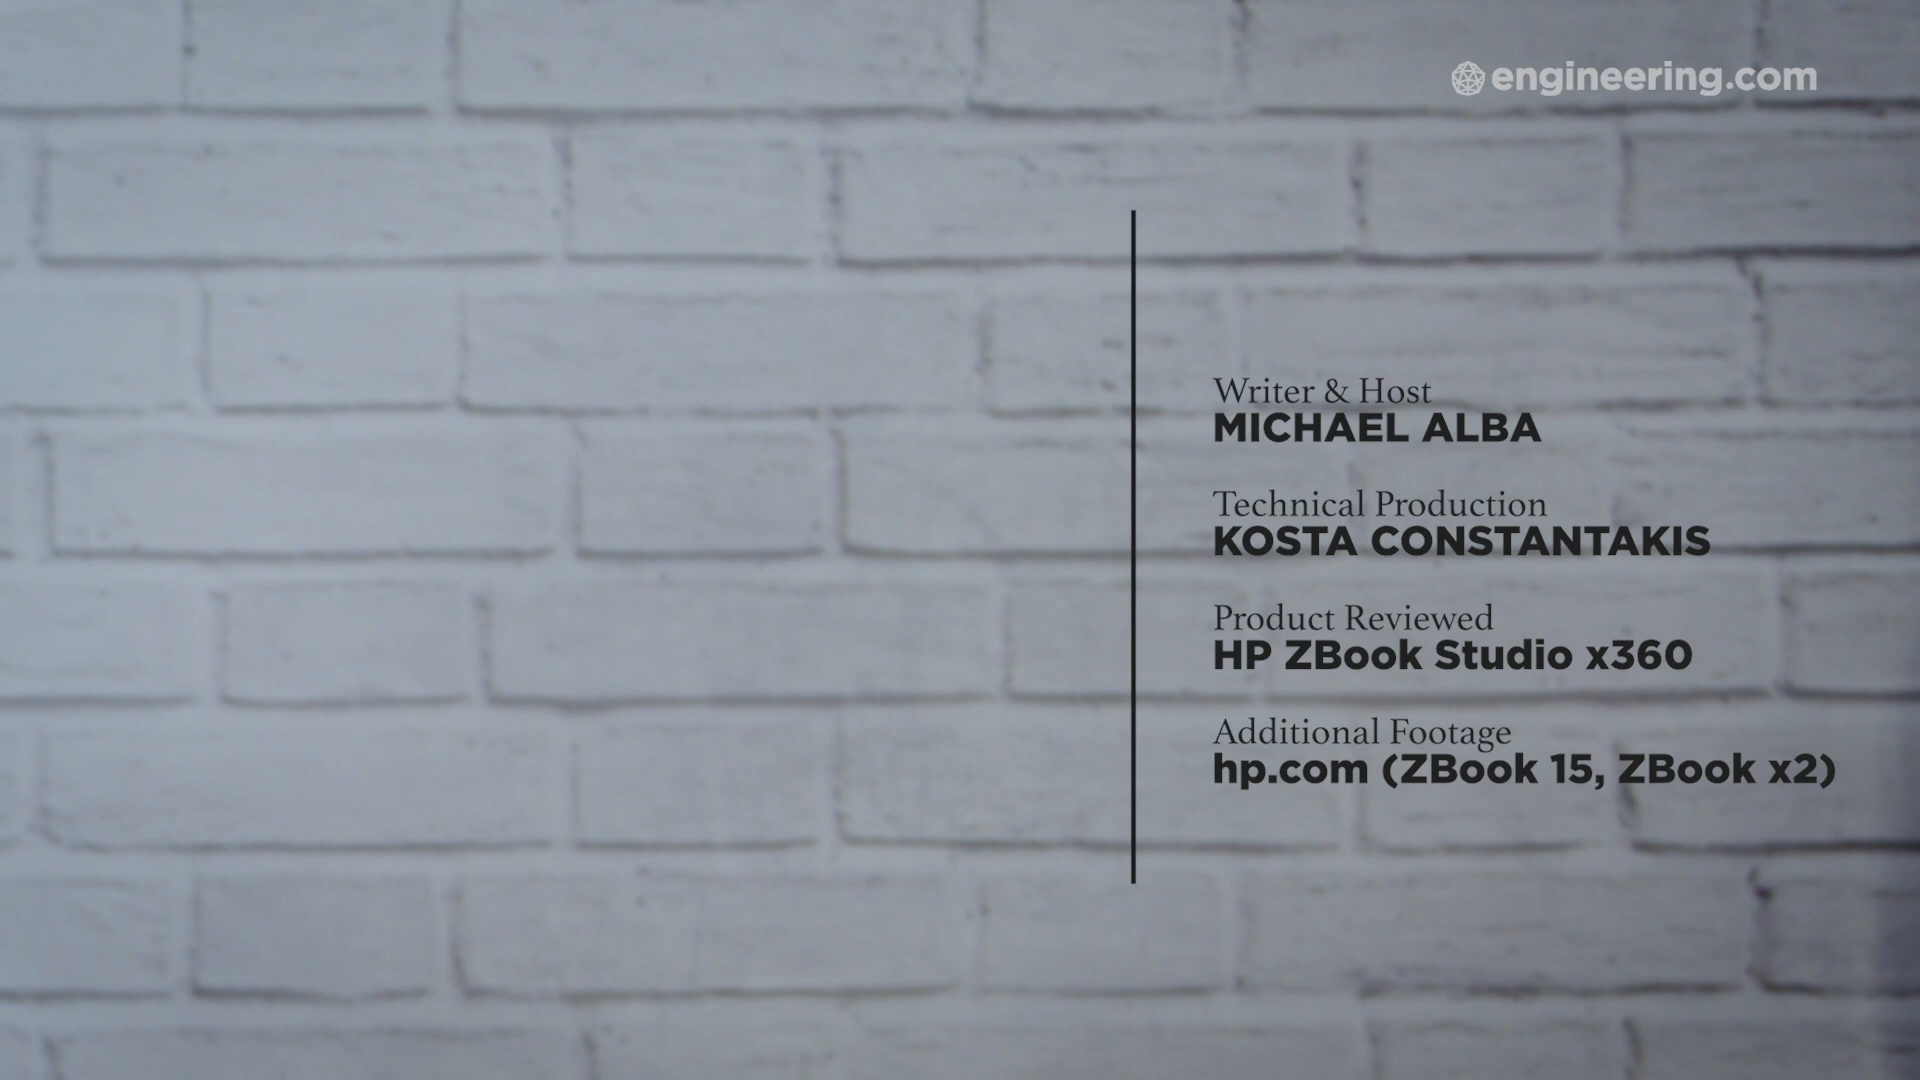 engineering.com
Writer & Host
MICHAEL ALBA
Technical Production
KOSTA CONSTANTAKIS
Product Reviewed
HP ZBook Studio x360
Additional Footage
hp.com (ZBook 15, ZBook x2)